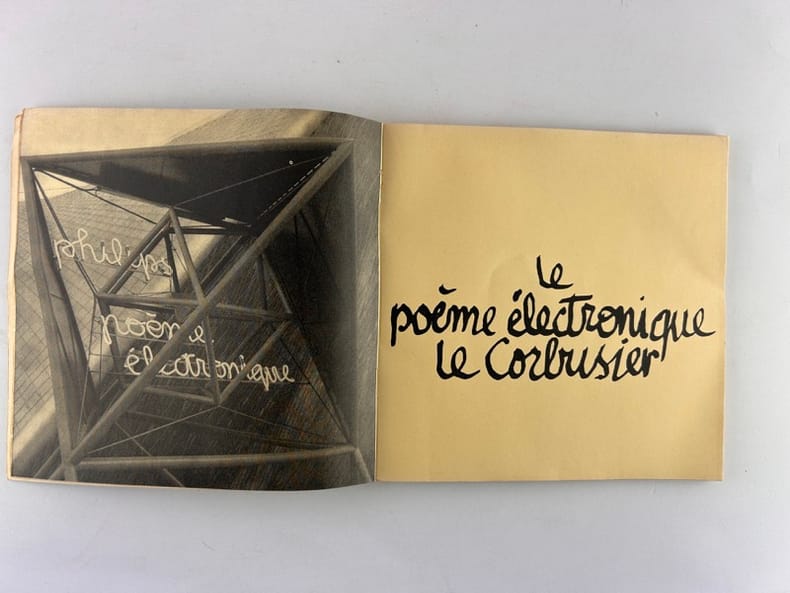 philips
poème
électronique
le
poème électronique
le Corbusier